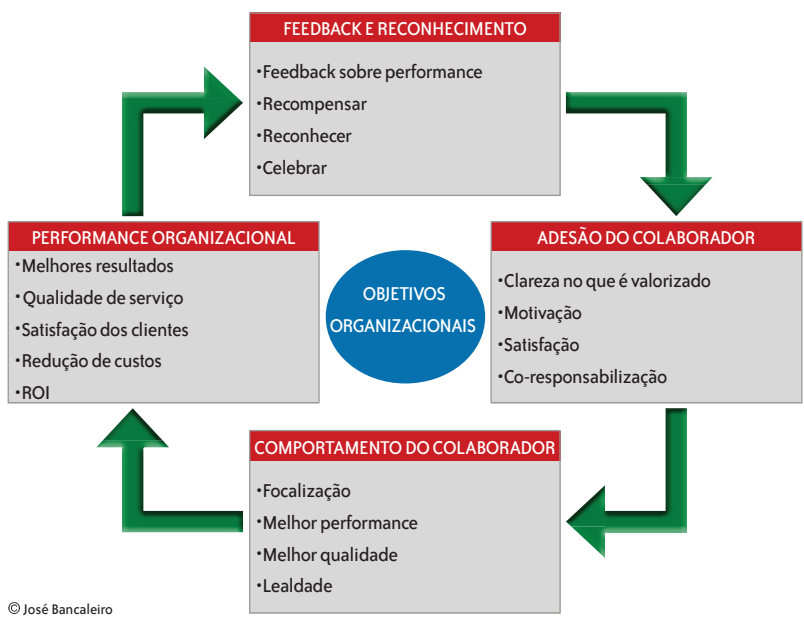 FEEDBACK E RECONHECIMENTO
•Feedback sobre performance
•Recompensar
•Reconhecer
•Celebrar
PERFORMANCE ORGANIZACIONAL
•Melhores resultados
•Qualidade de serviço
•Satisfação dos clientes
•Redução de custos
•ROI
OBJETIVOS
ORGANIZACIONAIS
ADESÃO DO COLABORADOR
•Clareza no que é valorizado
•Motivação
•Satisfação
•Co-responsabilização
COMPORTAMENTO DO COLABORADOR
•Focalização
•Melhor performance
•Melhor qualidade
•Lealdade
© José Bancaleiro